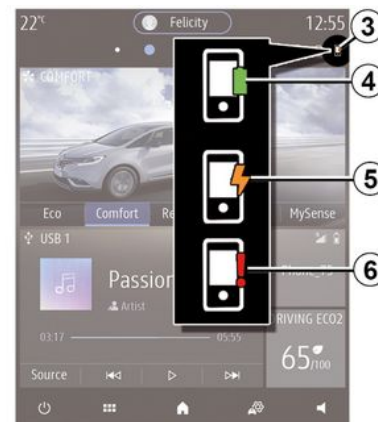 22°C
Felicity
12:55
3
COMFORT
4
5
Eco
Comfort
MySense
USB 1
6
Passion
Artist
DRIVING ECO2
03:17
05:55
65/100
Source